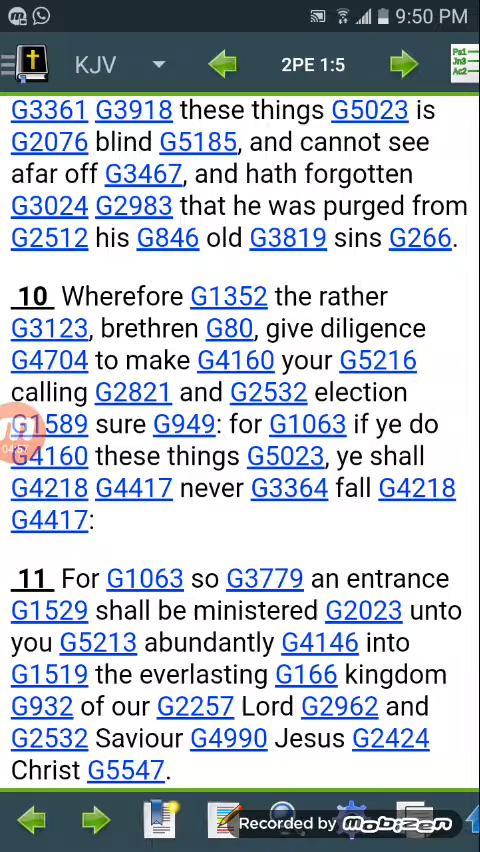 9:50 PM
KJV 2PE 1:5
Ps1
Jn3
Ac2
G3361 G3918 these things G5023 is
G2076 blind G5185, and cannot see
afar off G3467, and hath forgotten
G3024 G2983 that he was purged from
G2512 his G846 old G3819 sins G266.
10 Wherefore G1352 the rather
G3123, brethren G80, give diligence
G4704 to make G4160 your G5216
calling G2821 and G2532 election
G1589 sure G949: for G1063 if ye do
G4160 these things G5023, ye shall
G4218 G4417 never G3364 fall G4218
G4417:
11 For G1063 so G3779 an entrance
G1529 shall be ministered G2023 unto
you G5213 abundantly G4146 into
G1519 the everlasting G166 kingdom
G932 of our G2257 Lord G2962 and
G2532 Saviour G4990 Jesus G2424
Christ G5547.
Recorded by mobizen